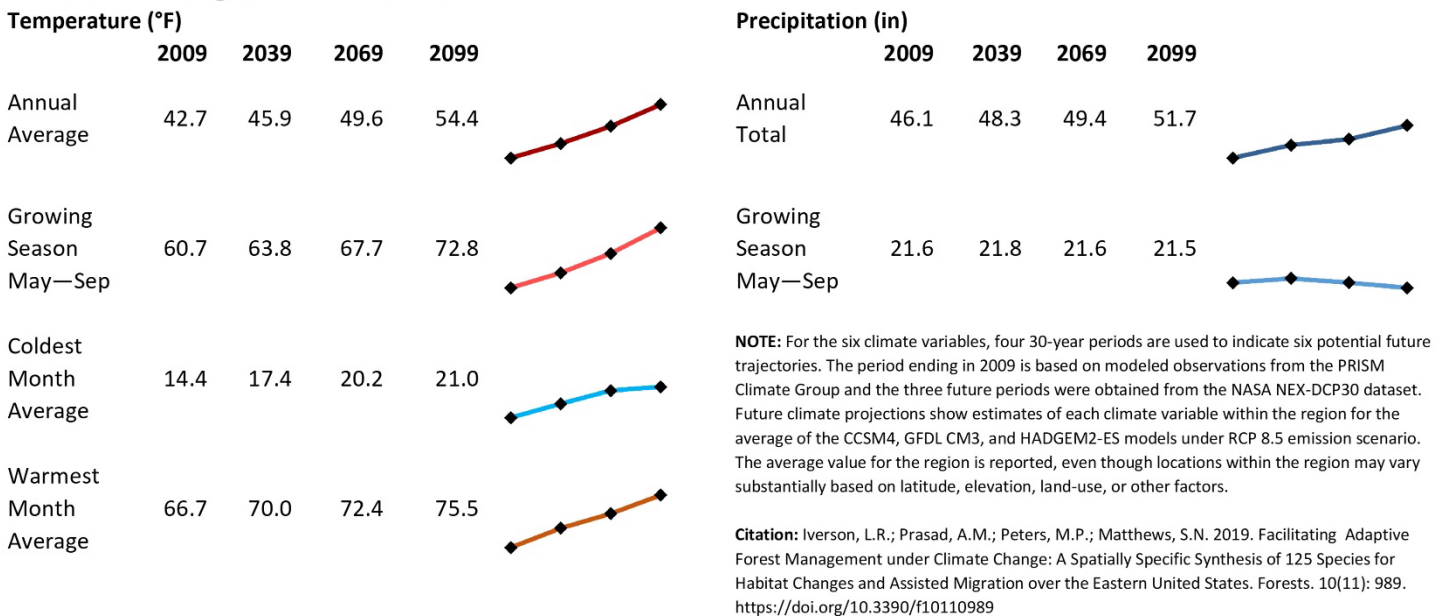 Temperature (°F)
2009 2039 2069 2099
Annual
Average
42.7 45.9 49.6 54.4
Growing
Season
May—Sep
60.7 63.8 67.7 72.8
Coldest
Month
Average
14.4 17.4 20.2 21.0
Warmest
Month
Average
66.7 70.0 72.4 75.5
Precipitation (in)
2009 2039 2069 2099
Annual
Total
46.1 48.3 49.4 51.7
Growing
Season
May—Sep
21.6 21.8 21.6 21.5
NOTE: For the six climate variables, four 30-year periods are used to indicate six potential future
trajectories. The period ending in 2009 is based on modeled observations from the PRISM
Climate Group and the three future periods were obtained from the NASA NEX-DCP30 dataset.
Future climate projections show estimates of each climate variable within the region for the
average of the CCSM4, GFDL CM3, and HADGEM2-ES models under RCP 8.5 emission scenario.
The average value for the region is reported, even though locations within the region may vary
substantially based on latitude, elevation, land-use, or other factors.
Citation: Iverson, L.R.; Prasad, A.M.; Peters, M.P.; Matthews, S.N. 2019. Facilitating Adaptive
Forest Management under Climate Change: A Spatially Specific Synthesis of 125 Species for
Habitat Changes and Assisted Migration over the Eastern United States. Forests. 10(11): 989.
https://doi.org/10.3390/f10110989